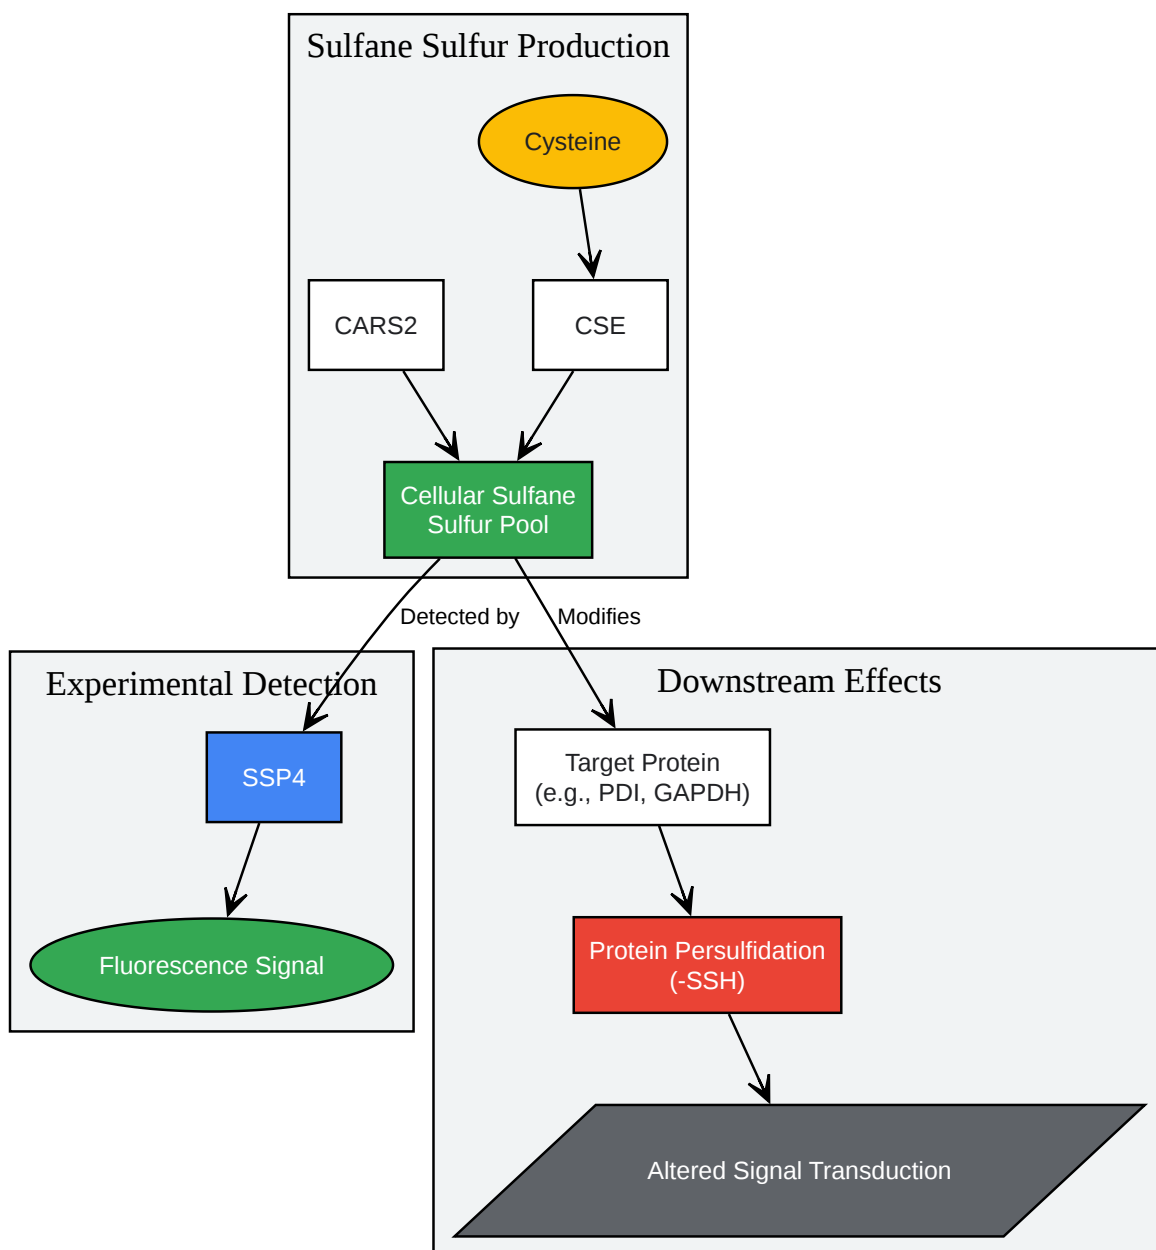 Sulfane Sulfur Production
Cysteine
CARS2
CSE
Cellular Sulfane
Sulfur Pool
Detected by
Modifies
Experimental Detection
SSP4
Fluorescence Signal
Downstream Effects
Target Protein
(e.g., PDI, GAPDH)
Protein Persulfidation
(-SSH)
Altered Signal Transduction